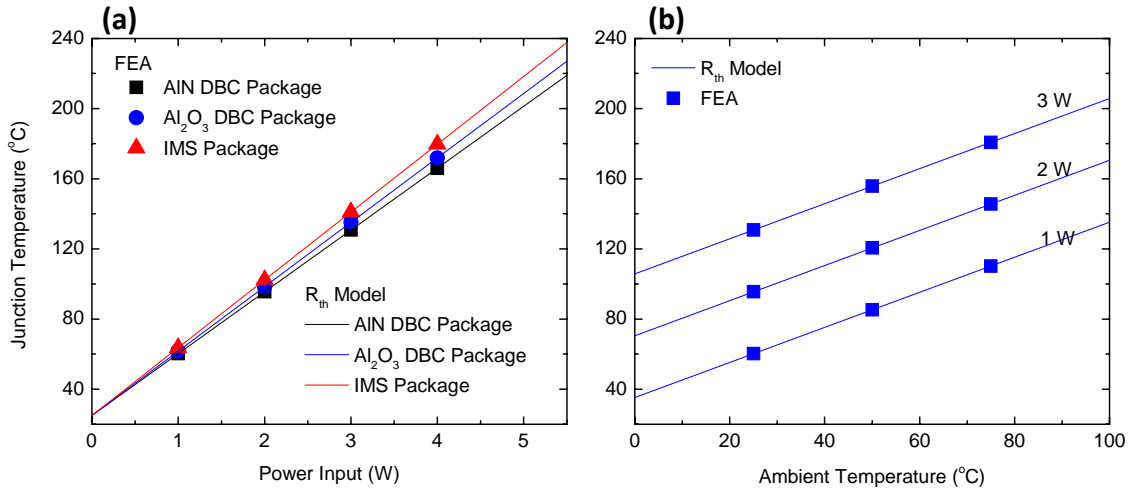 (a)
240
200
160
120
80
40
0
1
2
3
4
5
Junction Temperature (°C)
Power Input (W)
FEA
AlN DBC Package
Al₂O₃ DBC Package
IMS Package
R_th Model
AlN DBC Package
Al₂O₃ DBC Package
IMS Package
(b)
240
200
160
120
80
40
0
20
40
60
80
100
Ambient Temperature (°C)
R_th Model
FEA
3 W
2 W
1 W